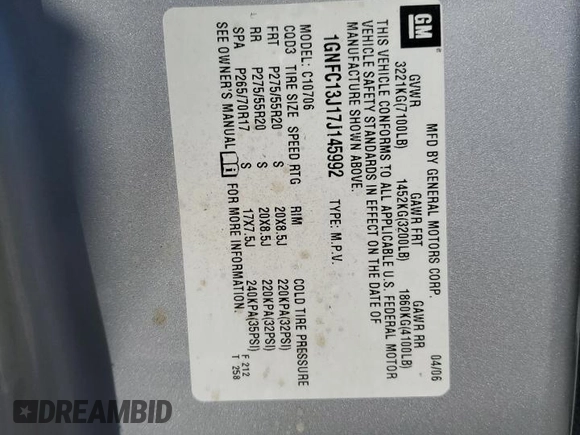 GM
MFD BY GENERAL MOTORS CORP. 04/06
GVWR GAWR FRT GAWR RR
3221KG(7100LB) 1452KG(3200LB) 1860KG(4100LB)
THIS VEHICLE CONFORMS TO ALL APPLICABLE U.S. FEDERAL MOTOR
VEHICLE SAFETY STANDARDS IN EFFECT ON THE DATE OF
MANUFACTURE SHOWN ABOVE.
1GNFC13J17J145992 TYPE: M.P.V.
MODEL: C10706
CQD3 TIRE SIZE SPEED RTG RIM COLD TIRE PRESSURE
FRT P275/55R20 S 20X8.5J 220KPA(32PSI)
RR P275/55R20 S 20X8.5J 220KPA(32PSI)
SPA P265/70R17 S 17X7.5J 240KPA(35PSI)
SEE OWNER'S MANUAL FOR MORE INFORMATION.
F 212
T 258
DREAMBID